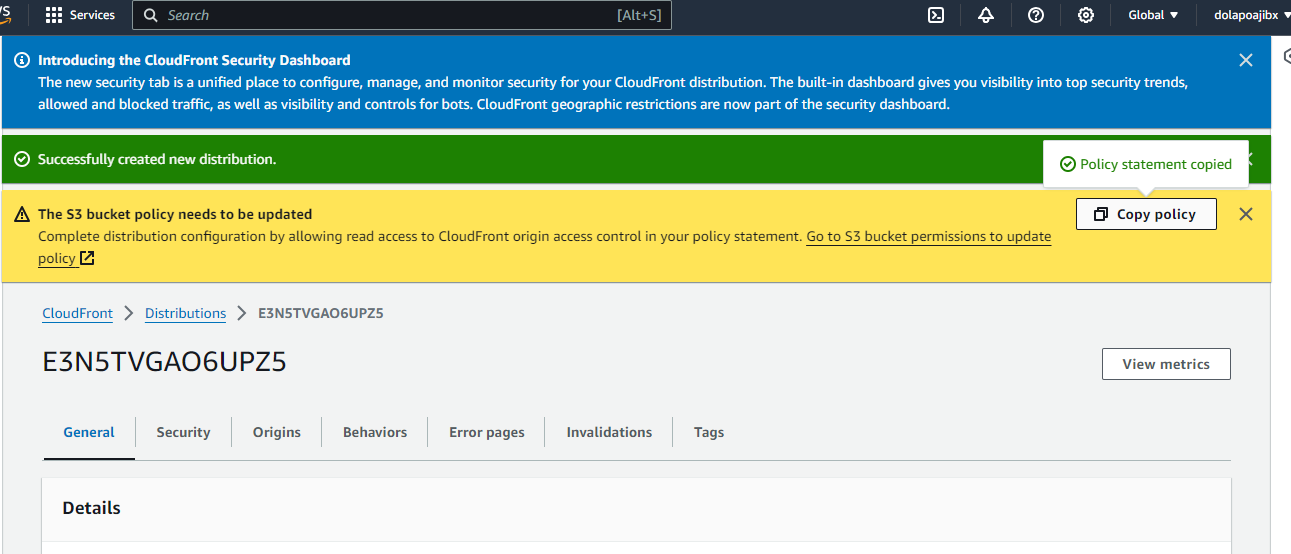 Services
Search
[Alt+S]
Global
dolapoajibx
Introducing the CloudFront Security Dashboard
The new security tab is a unified place to configure, manage, and monitor security for your CloudFront distribution. The built-in dashboard gives you visibility into top security trends,
allowed and blocked traffic, as well as visibility and controls for bots. CloudFront geographic restrictions are now part of the security dashboard.
Successfully created new distribution.
Policy statement copied
The S3 bucket policy needs to be updated
Copy policy
Complete distribution configuration by allowing read access to CloudFront origin access control in your policy statement. Go to S3 bucket permissions to update
policy
CloudFront
Distributions
E3N5TVGAO6UPZ5
E3N5TVGAO6UPZ5
View metrics
General
Security
Origins
Behaviors
Error pages
Invalidations
Tags
Details